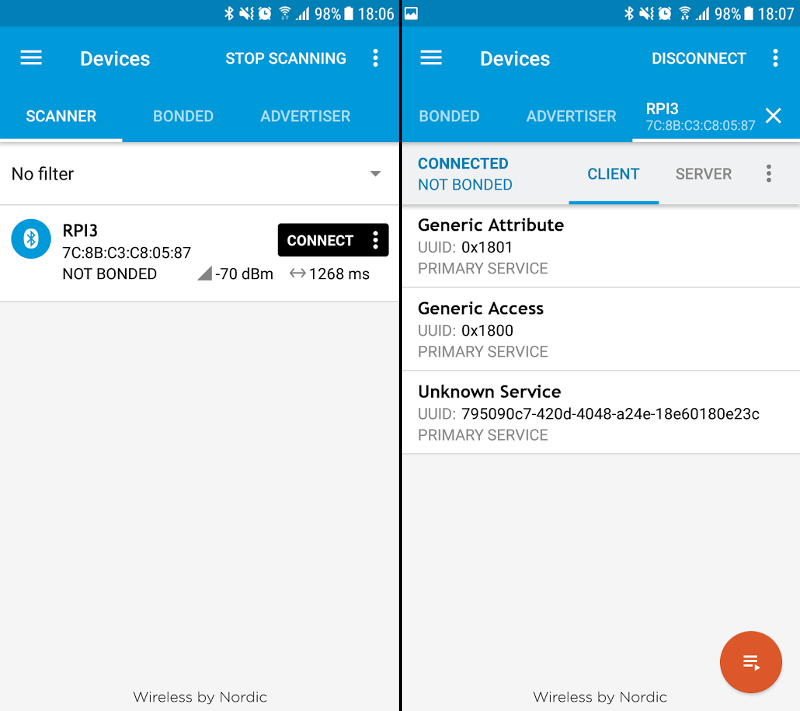 98% 18:06
Devices
STOP SCANNING
SCANNER
BONDED
ADVERTISER
No filter
RPI3
7C:8B:C3:C8:05:87
NOT BONDED
-70 dBm
1268 ms
CONNECT
Wireless by Nordic
98% 18:07
Devices
DISCONNECT
BONDED
ADVERTISER
RPI3
7C:8B:C3:C8:05:87
CONNECTED
NOT BONDED
CLIENT
SERVER
Generic Attribute
UUID: 0x1801
PRIMARY SERVICE
Generic Access
UUID: 0x1800
PRIMARY SERVICE
Unknown Service
UUID: 795090c7-420d-4048-a24e-18e60180e23c
PRIMARY SERVICE
Wireless by Nordic